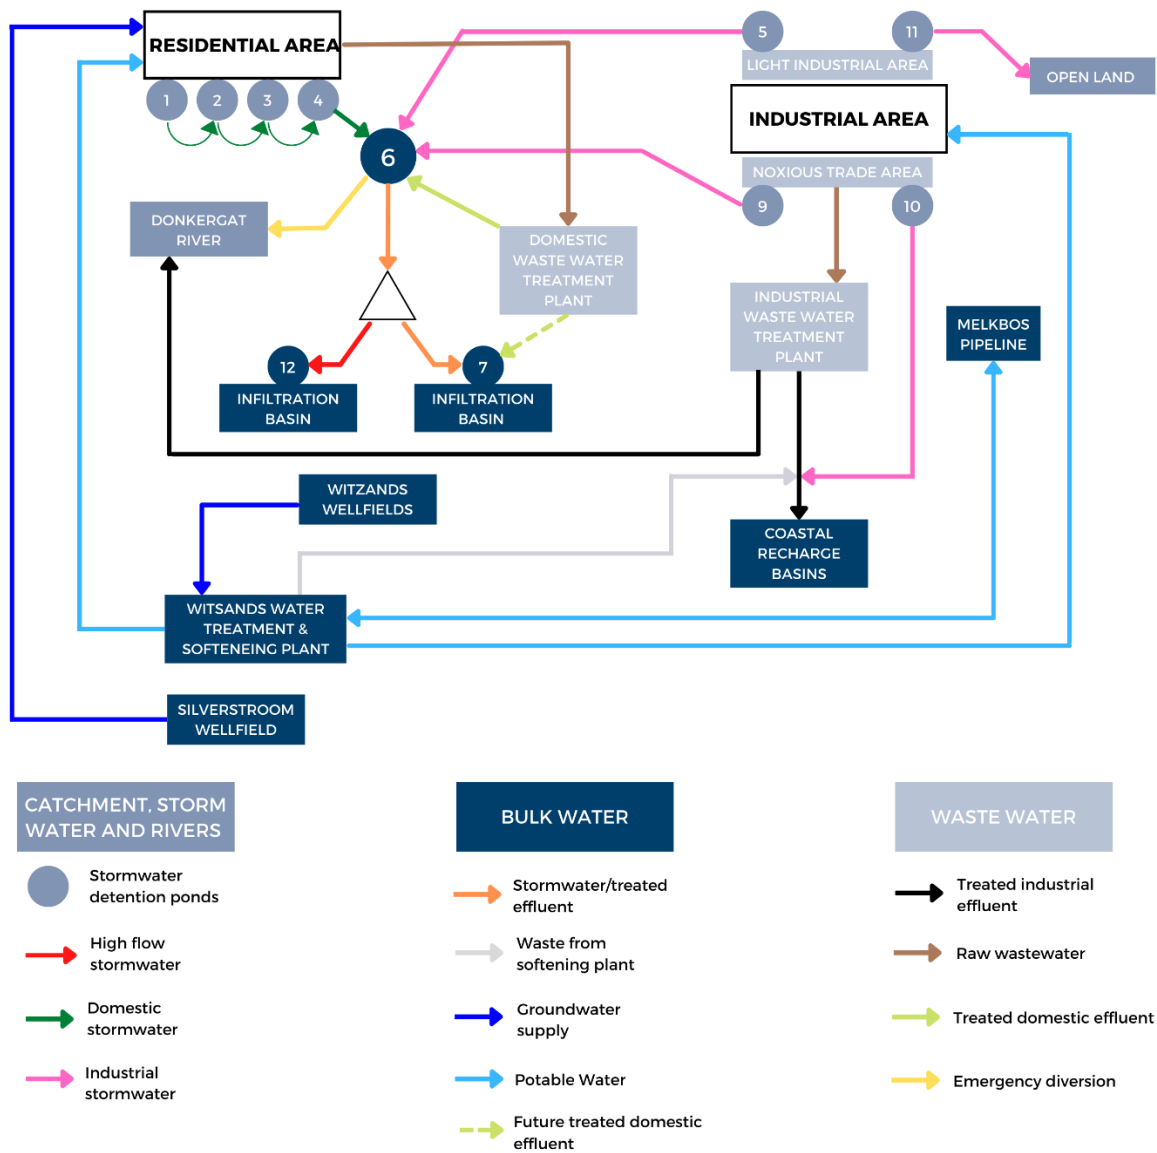 RESIDENTIAL AREA
1
2
3
4
5
11
LIGHT INDUSTRIAL AREA
OPEN LAND
INDUSTRIAL AREA
6
NOXIOUS TRADE AREA
9
10
DONKERGAT
RIVER
DOMESTIC
WASTE WATER
TREATMENT
PLANT
INDUSTRIAL
WASTE WATER
TREATMENT
PLANT
MELKBOS
PIPELINE
12
INFILTRATION
BASIN
7
INFILTRATION
BASIN
WITZANDS
WELLFIELDS
COASTAL
RECHARGE
BASINS
WITSANDS WATER
TREATMENT &
SOFTENEING PLANT
SILVERSTROOM
WELLFIELD
CATCHMENT, STORM
WATER AND RIVERS
Stormwater
detention ponds
High flow
stormwater
Domestic
stormwater
Industrial
stormwater
BULK WATER
Stormwater/treated
effluent
Waste from
softening plant
Groundwater
supply
Potable Water
Future treated domestic
effluent
WASTE WATER
Treated industrial
effluent
Raw wastewater
Treated domestic effluent
Emergency diversion